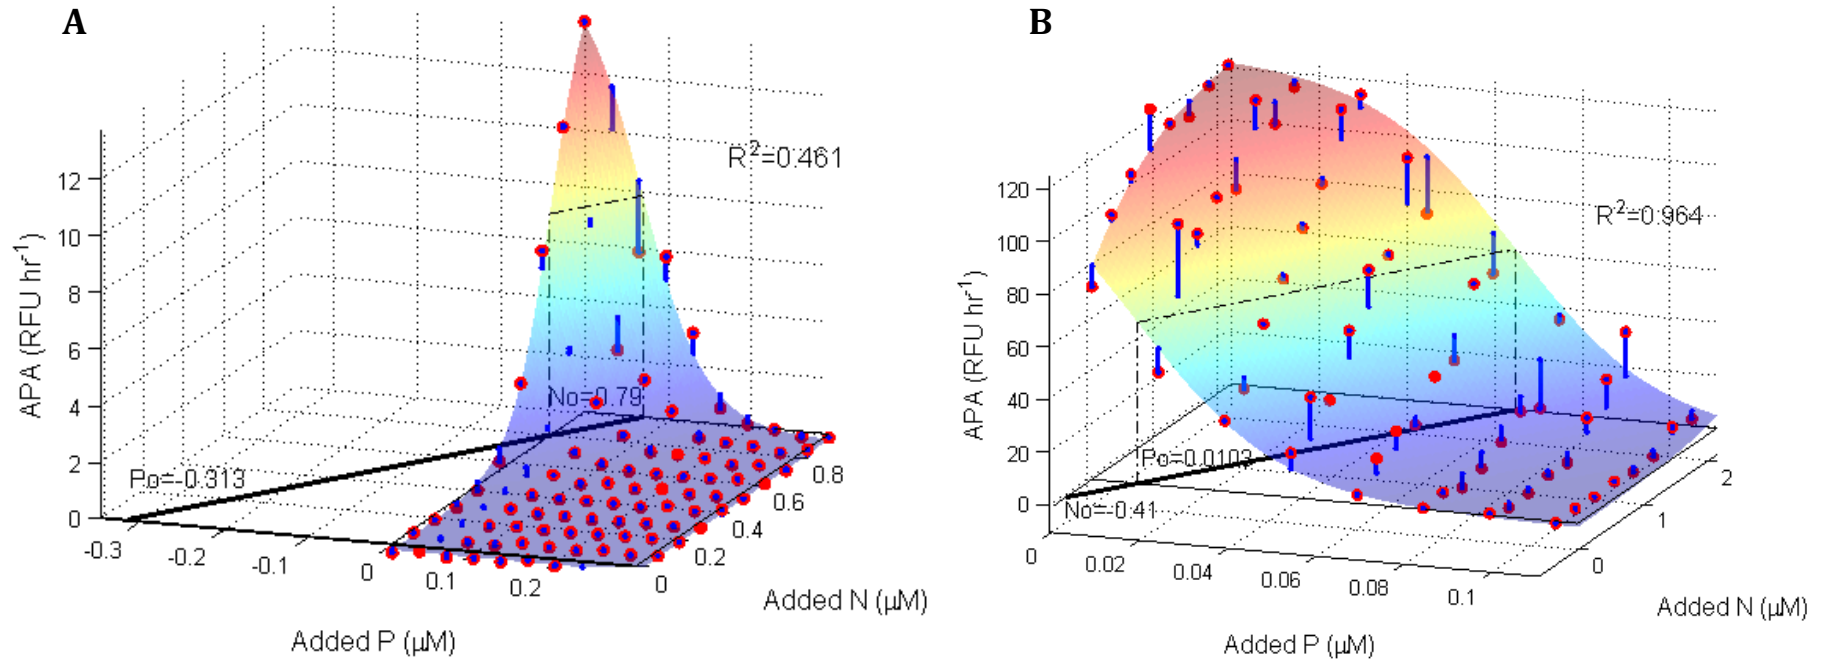 A
APA (RFU hr-1)
12
10
8
6
4
2
0
R2=0.461
No=0.79
Po=-0.313
-0.3
-0.2
-0.1
0
0.1
0.2
0
0.2
0.4
0.6
0.8
Added P (µM)
Added N (µM)
B
APA (RFU hr-1)
120
100
80
60
40
20
0
R2=0.964
Po=0.0103
No=-0.41
0
0.02
0.04
0.06
0.08
0.1
0
1
2
Added P (µM)
Added N (µM)